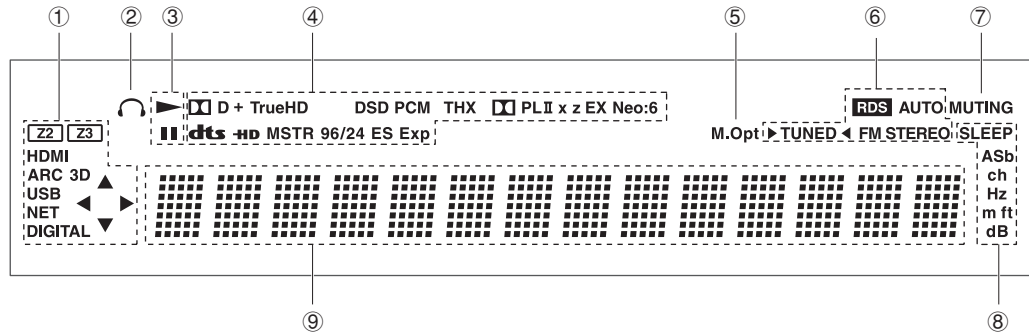 ① ② ③ ④ ⑤ ⑥ ⑦
D + TrueHD DSD PCM THX PLII x z EX Neo:6 RDS AUTO MUTING
Z2 Z3 dts -HD MSTR 96/24 ES Exp M.Opt TUNED FM STEREO SLEEP
HDMI ASb
ARC 3D ch
USB Hz
NET m ft
DIGITAL dB
⑨ ⑧